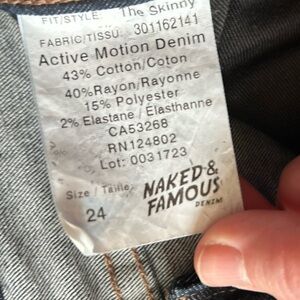 FIT/STYLE: The Skinny
FABRIC/TISSU: 301162141
Active Motion Denim
43% Cotton/Coton
40%Rayon/Rayonne
15% Polyester
2% Elastane / Elasthanne
CA53268
RN124802
Lot: 0031723
Size / Taille
24
NAKED &
FAMOUS
DENIM